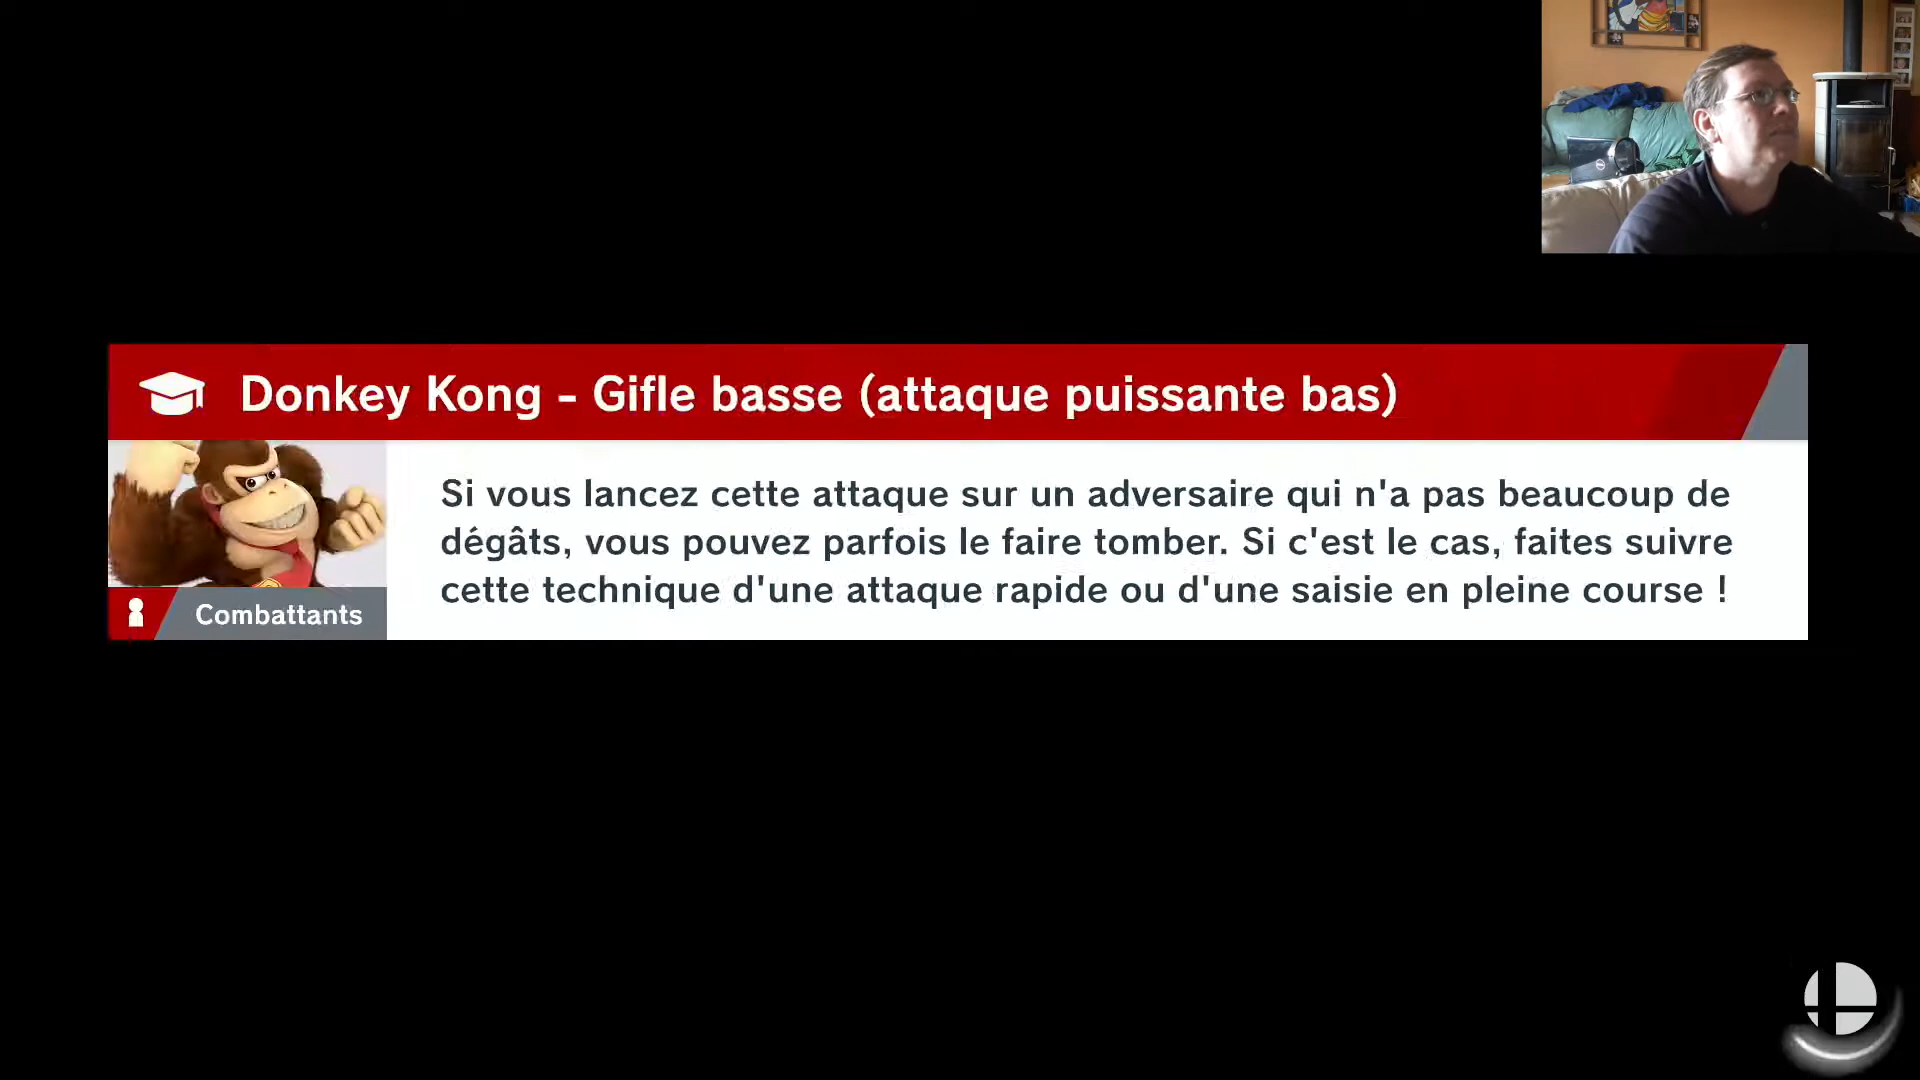 Donkey Kong - Gifle basse (attaque puissante bas)
Si vous lancez cette attaque sur un adversaire qui n'a pas beaucoup de
dégâts, vous pouvez parfois le faire tomber. Si c'est le cas, faites suivre
cette technique d'une attaque rapide ou d'une saisie en pleine course !
Combattants